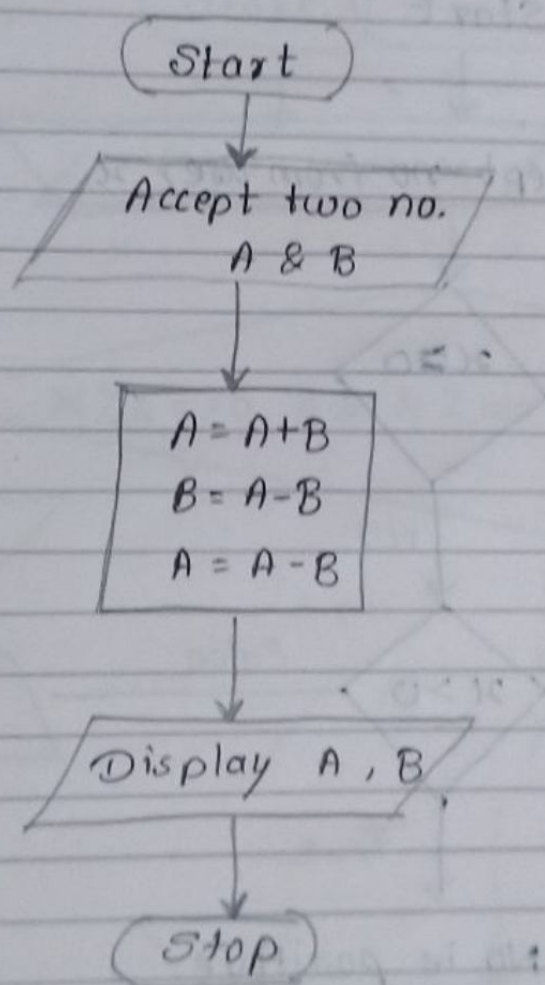 Start
Accept two no.
A & B
A = A+B
B = A-B
A = A-B
Display A, B
Stop